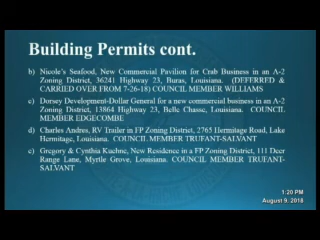 Building Permits cont.
b) Nicole's Seafood, New Commercial Pavilion for Crab Business in an A-2
Zoning District, 36241 Highway 23, Buras, Louisiana. (DEFFERED &
CARRIED OVER FROM 7-26-18) COUNCIL MEMBER WILLIAMS
c) Dorsey Development-Dollar General for a new commercial business in an A-2
Zoning District, 13864 Highway 23, Belle Chasse, Louisiana. COUNCIL
MEMBER EDGECOMBE
d) Charles Andres, RV Trailer in FP Zoning District, 2765 Hermitage Road, Lake
Hermitage, Louisiana. COUNCIL MEMBER TRUFANT-SALVANT
e) Gregory & Cynthia Kuehne, New Residence in a FP Zoning District, 111 Deer
Range Lane, Myrtle Grove, Louisiana. COUNCIL MEMBER TRUFANT-
SALVANT
1:20 PM
August 9, 2018